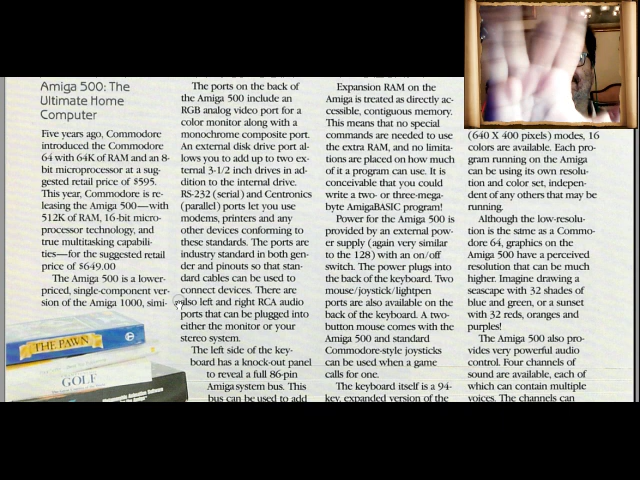 Amiga 500: The
Ultimate Home
Computer
Five years ago, Commodore
introduced the Commodore
64 with 64K of RAM and an 8-
bit microprocessor at a sug-
gested retail price of $595.
This year, Commodore is re-
leasing the Amiga 500—with
512K of RAM, 16-bit micro-
processor technology, and
true multitasking capabili-
ties—for the suggested retail
price of $649.00
The Amiga 500 is a lower-
priced, single-component ver-
sion of the Amiga 1000, simi-
THE PAWN
GOLF
The ports on the back of
the Amiga 500 include an
RGB analog video port for a
color monitor along with a
monochrome composite port.
An external disk drive port al-
lows you to add up to two ex-
ternal 3-1/2 inch drives in ad-
dition to the internal drive.
RS-232 (serial) and Centronics
(parallel) ports let you use
modems, printers and any
other devices conforming to
these standards. The ports are
industry standard in both gen-
der and pinouts so that stan-
dard cables can be used to
connect devices. There are
also left and right RCA audio
ports that can be plugged into
either the monitor or your
stereo system.
The left side of the key-
board has a knock-out panel
to reveal a full 86-pin
Amiga system bus. This
bus can be used to add
Expansion RAM on the
Amiga is treated as directly ac-
cessible, contiguous memory.
This means that no special
commands are needed to use
the extra RAM, and no limita-
tions are placed on how much
of it a program can use. It is
conceivable that you could
write a two- or three-mega-
byte AmigaBASIC program!
Power for the Amiga 500 is
provided by an external pow-
er supply (again very similar
to the 128) with an on/off
switch. The power plugs into
the back of the keyboard. Two
mouse/joystick/lightpen
ports are also available on the
back of the keyboard. A two-
button mouse comes with the
Amiga 500 and standard
Commodore-style joysticks
can be used when a game
calls for one.
The keyboard itself is a 94-
key, expanded version of the
(640 X 400 pixels) modes, 16
colors are available. Each pro-
gram running on the Amiga
can be using its own resolu-
tion and color set, indepen-
dent of any others that may be
running.
Although the low-resolu-
tion is the same as a Commo-
dore 64, graphics on the
Amiga 500 have a perceived
resolution that can be much
higher. Imagine drawing a
seascape with 32 shades of
blue and green, or a sunset
with 32 reds, oranges and
purples!
The Amiga 500 also pro-
vides very powerful audio
control. Four channels of
sound are available, each of
which can contain multiple
voices. The channels can